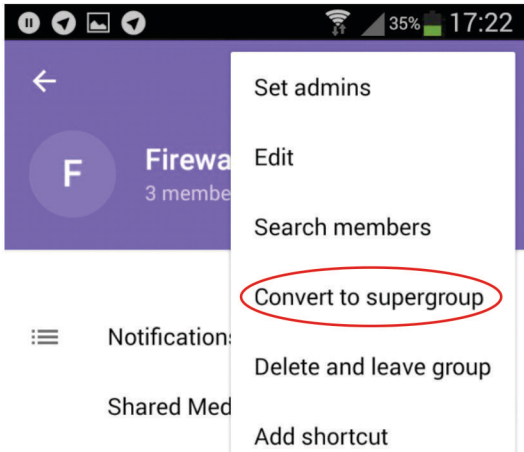 35% 17:22
Set admins
F
Firewa
Edit
3 membe
Search members
Convert to supergroup
Notification
Delete and leave group
Shared Med
Add shortcut